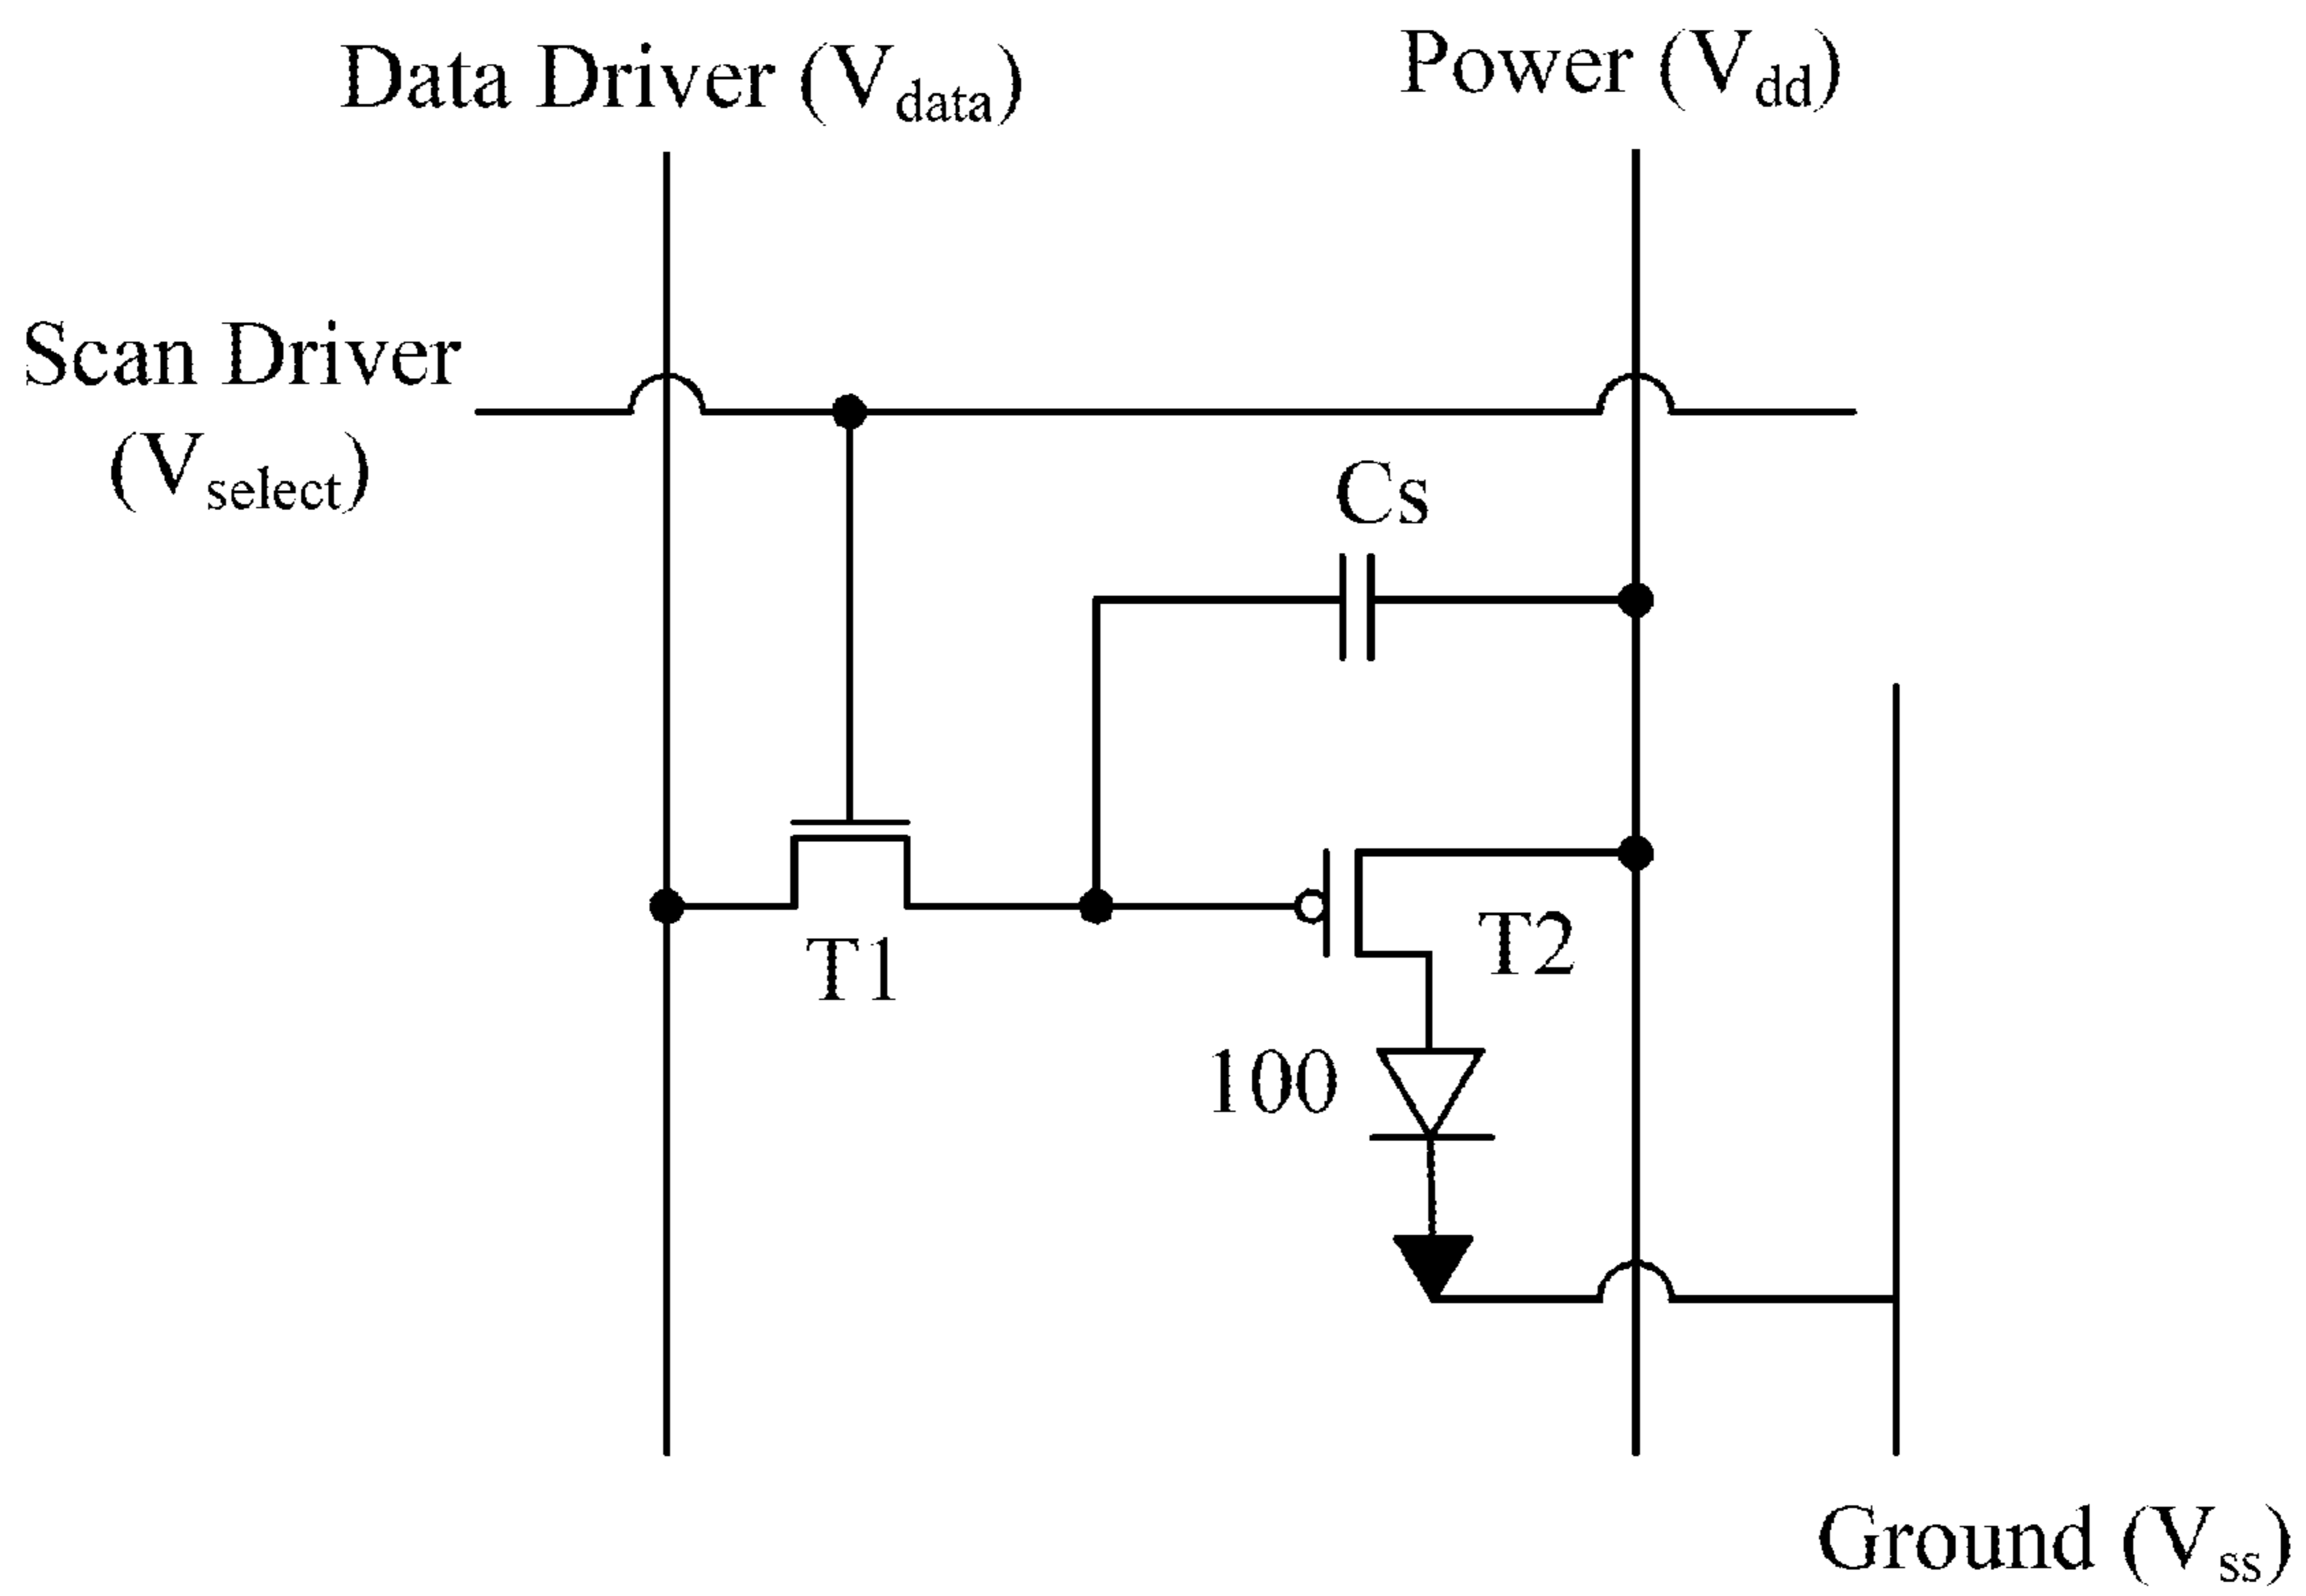 Data Driver (Vdata)
Power (Vdd)
Scan Driver
(Vselect)
Cs
T1
T2
100
Ground (Vss)